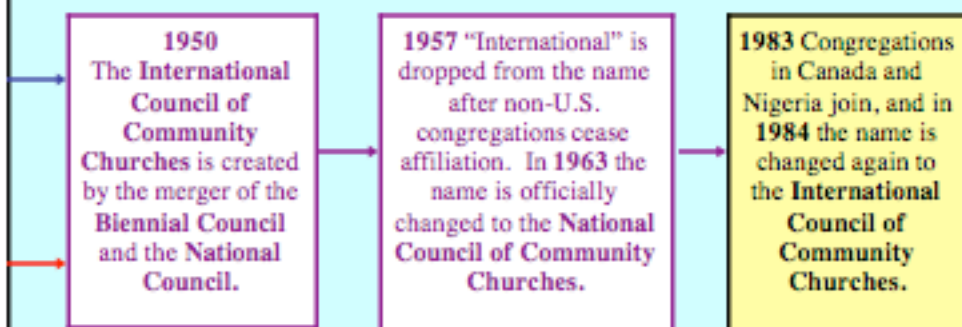 1950
The International
Council of
Community
Churches is created
by the merger of the
Biennial Council
and the National
Council.
1957 “International” is
dropped from the name
after non-U.S.
congregations cease
affiliation. In 1963 the
name is officially
changed to the National
Council of Community
Churches.
1983 Congregations
in Canada and
Nigeria join, and in
1984 the name is
changed again to
the International
Council of
Community
Churches.